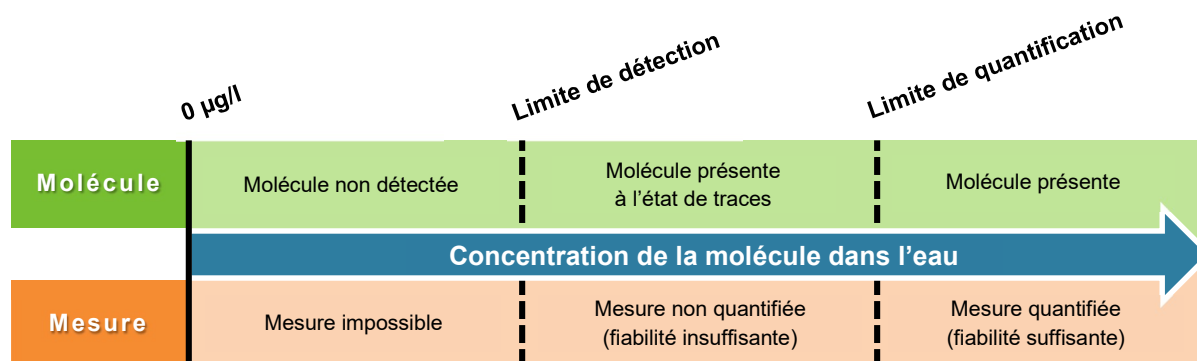 0 µg/l
Limite de détection
Limite de quantification
Molécule
Molécule non détectée
Molécule présente
à l'état de traces
Molécule présente
Concentration de la molécule dans l'eau
Mesure
Mesure impossible
Mesure non quantifiée
(fiabilité insuffisante)
Mesure quantifiée
(fiabilité suffisante)